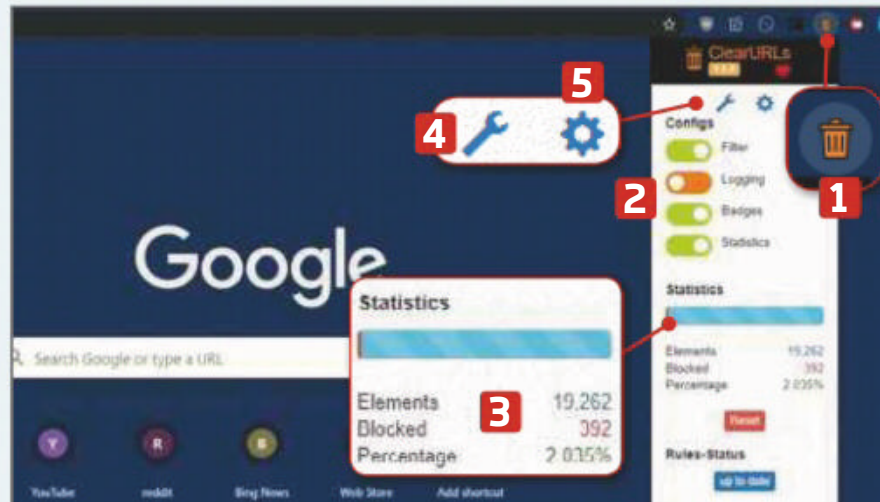 ClearURLs
5
4
Configs
Filter
2
Logging
1
Badges
Statistics
Google
Statistics
Statistics
Search Google or type a URL
Elements 19,262
Blocked 392
Percentage 2.035%
3
Elements 19,262
Blocked 392
Percentage 2.035%
Reset
Rules-Status
up to date
Y
R
B
YouTube
reddit
Bing News
Web Store
Add shortcut